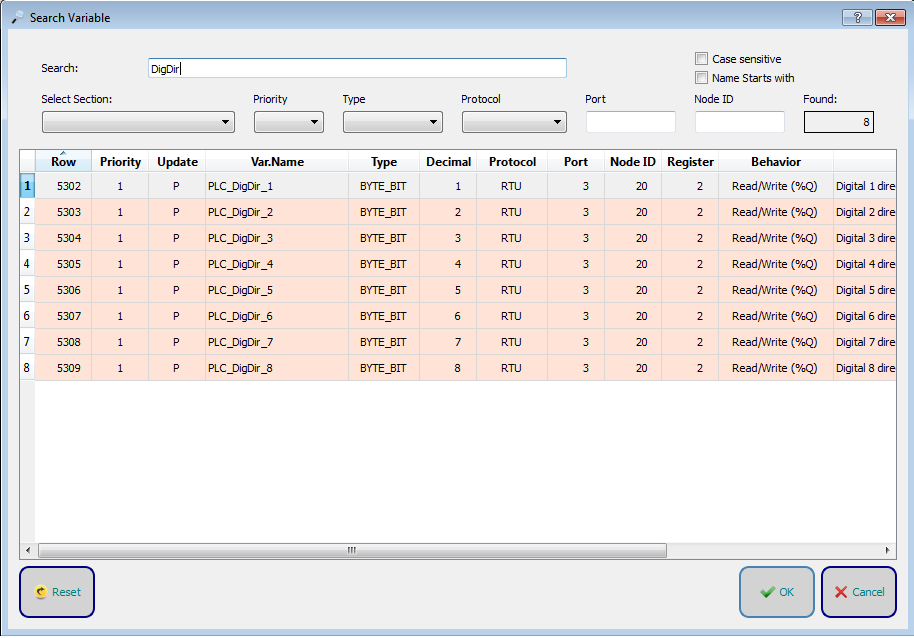 Search Variable
?
Case sensitive
Search: DigDir
Name Starts with
Select Section: Priority Type Protocol Port Node ID Found:
8
Row Priority Update Var.Name Type Decimal Protocol Port Node ID Register Behavior
1 5302 1 P PLC_DigDir_1 BYTE_BIT 1 RTU 3 20 2 Read/Write (%Q) Digital 1 dire
2 5303 1 P PLC_DigDir_2 BYTE_BIT 2 RTU 3 20 2 Read/Write (%Q) Digital 2 dire
3 5304 1 P PLC_DigDir_3 BYTE_BIT 3 RTU 3 20 2 Read/Write (%Q) Digital 3 dire
4 5305 1 P PLC_DigDir_4 BYTE_BIT 4 RTU 3 20 2 Read/Write (%Q) Digital 4 dire
5 5306 1 P PLC_DigDir_5 BYTE_BIT 5 RTU 3 20 2 Read/Write (%Q) Digital 5 dire
6 5307 1 P PLC_DigDir_6 BYTE_BIT 6 RTU 3 20 2 Read/Write (%Q) Digital 6 dire
7 5308 1 P PLC_DigDir_7 BYTE_BIT 7 RTU 3 20 2 Read/Write (%Q) Digital 7 dire
8 5309 1 P PLC_DigDir_8 BYTE_BIT 8 RTU 3 20 2 Read/Write (%Q) Digital 8 dire
Reset OK Cancel